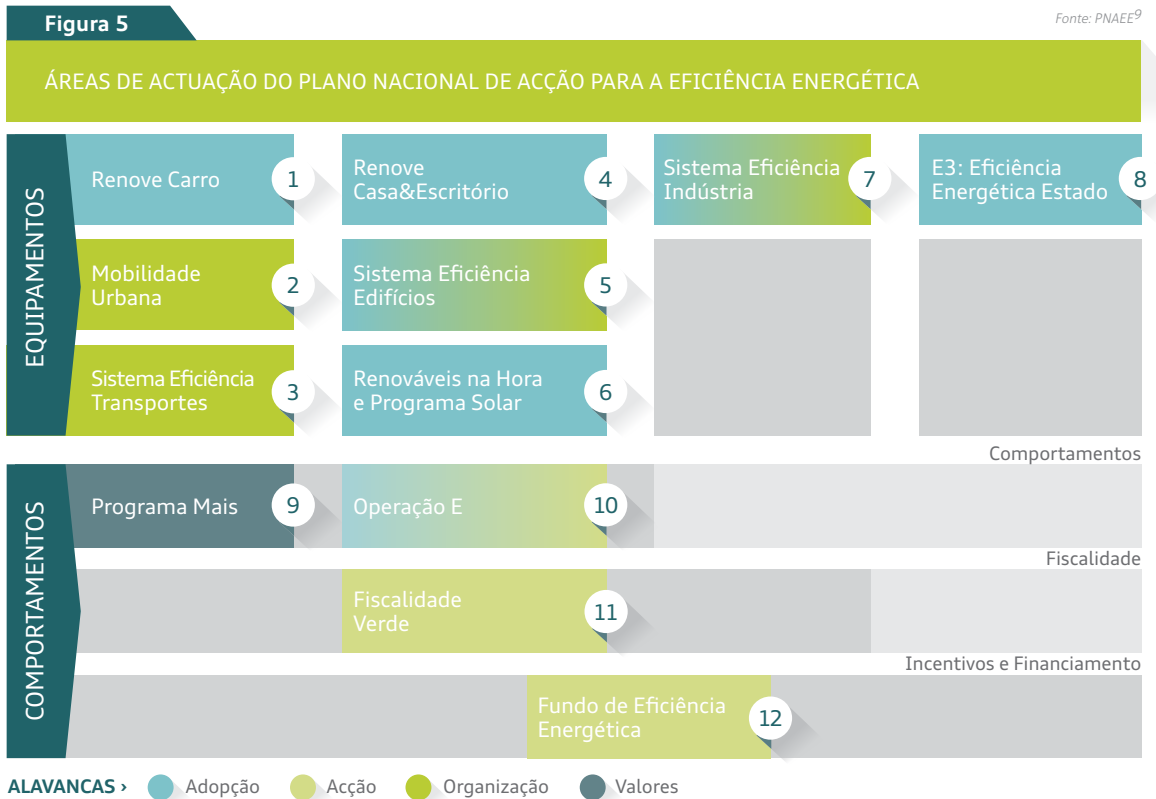 Figura 5
Fonte: PNAEE9
ÁREAS DE ACTUAÇÃO DO PLANO NACIONAL DE ACÇÃO PARA A EFICIÊNCIA ENERGÉTICA
EQUIPAMENTOS
Renove Carro
1
Renove
Casa&Escritório
4
Sistema Eficiência
Indústria
7
E3: Eficiência
Energética Estado
8
Mobilidade
Urbana
2
Sistema Eficiência
Edifícios
5
Sistema Eficiência
Transportes
3
Renováveis na Hora
e Programa Solar
6
COMPORTAMENTOS
Comportamentos
Programa Mais
9
Operação E
10
Fiscalidade
Fiscalidade
Verde
11
Incentivos e Financiamento
Fundo de Eficiência
Energética
12
ALAVANCAS › Adopção Acção Organização Valores